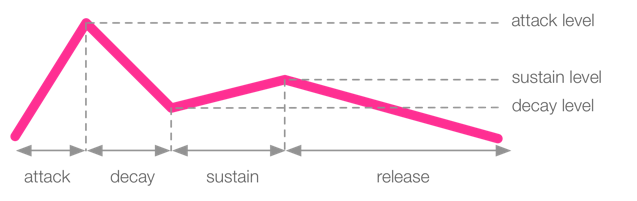 attack level
sustain level
decay level
attack decay sustain release